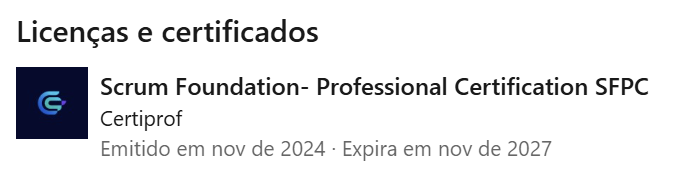 Licenças e certificados
Scrum Foundation- Professional Certification SFPC
Certiprof
Emitido em nov de 2024 · Expira em nov de 2027